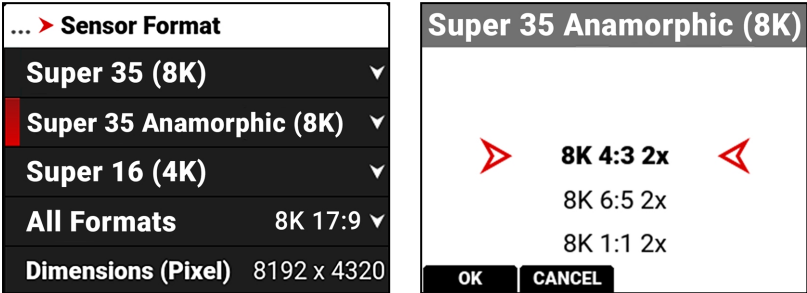 ... Sensor Format
Super 35 (8K)
Super 35 Anamorphic (8K)
Super 16 (4K)
All Formats 8K 17:9
Dimensions (Pixel) 8192 x 4320
Super 35 Anamorphic (8K)
8K 4:3 2x
8K 6:5 2x
8K 1:1 2x
OK CANCEL